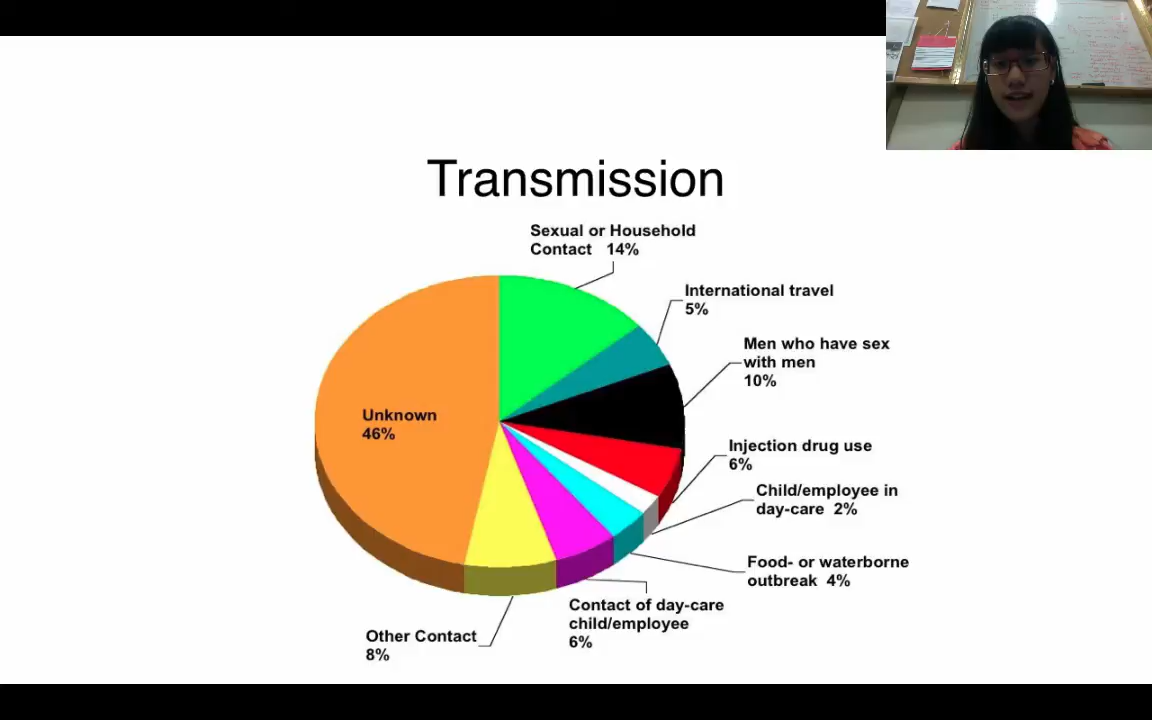 Transmission
Sexual or Household
Contact 14%
International travel
5%
Men who have sex
with men
10%
Injection drug use
6%
Child/employee in
day-care 2%
Food- or waterborne
outbreak 4%
Contact of day-care
child/employee
6%
Other Contact
8%
Unknown
46%